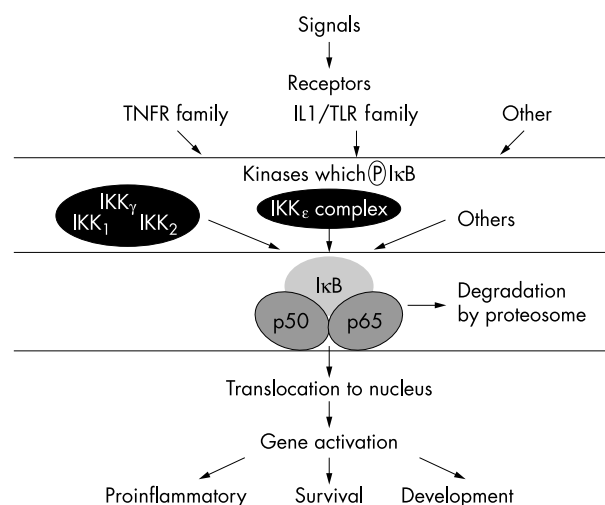 Signals
Receptors
TNFR family IL1/TLR family Other
Kinases which Ⓟ IκB
IKKγ
IKK1 IKK2
IKKε complex
Others
IκB
p50 p65
Degradation
by proteosome
Translocation to nucleus
Gene activation
Proinflammatory Survival Development